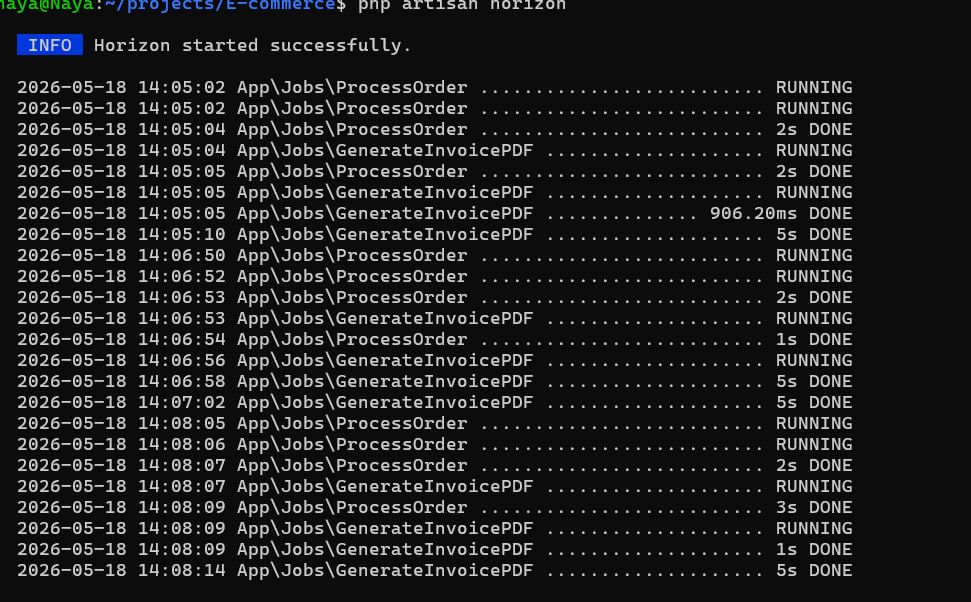 naya@Naya:~/projects/E-commerce$ php artisan horizon
INFO Horizon started successfully.
2026-05-18 14:05:02 App\Jobs\ProcessOrder .......................... RUNNING
2026-05-18 14:05:02 App\Jobs\ProcessOrder .......................... RUNNING
2026-05-18 14:05:04 App\Jobs\ProcessOrder .......................... 2s DONE
2026-05-18 14:05:04 App\Jobs\GenerateInvoicePDF .................... RUNNING
2026-05-18 14:05:05 App\Jobs\ProcessOrder .......................... 2s DONE
2026-05-18 14:05:05 App\Jobs\GenerateInvoicePDF .................... RUNNING
2026-05-18 14:05:05 App\Jobs\GenerateInvoicePDF .............. 906.20ms DONE
2026-05-18 14:05:10 App\Jobs\GenerateInvoicePDF .................... 5s DONE
2026-05-18 14:06:50 App\Jobs\ProcessOrder .......................... RUNNING
2026-05-18 14:06:52 App\Jobs\ProcessOrder .......................... RUNNING
2026-05-18 14:06:53 App\Jobs\ProcessOrder .......................... 2s DONE
2026-05-18 14:06:53 App\Jobs\GenerateInvoicePDF .................... RUNNING
2026-05-18 14:06:54 App\Jobs\ProcessOrder .......................... 1s DONE
2026-05-18 14:06:56 App\Jobs\GenerateInvoicePDF .................... RUNNING
2026-05-18 14:06:58 App\Jobs\GenerateInvoicePDF .................... 5s DONE
2026-05-18 14:07:02 App\Jobs\GenerateInvoicePDF .................... 5s DONE
2026-05-18 14:08:05 App\Jobs\ProcessOrder .......................... RUNNING
2026-05-18 14:08:06 App\Jobs\ProcessOrder .......................... RUNNING
2026-05-18 14:08:07 App\Jobs\ProcessOrder .......................... 2s DONE
2026-05-18 14:08:07 App\Jobs\GenerateInvoicePDF .................... RUNNING
2026-05-18 14:08:09 App\Jobs\ProcessOrder .......................... 3s DONE
2026-05-18 14:08:09 App\Jobs\GenerateInvoicePDF .................... RUNNING
2026-05-18 14:08:09 App\Jobs\GenerateInvoicePDF .................... 1s DONE
2026-05-18 14:08:14 App\Jobs\GenerateInvoicePDF .................... 5s DONE